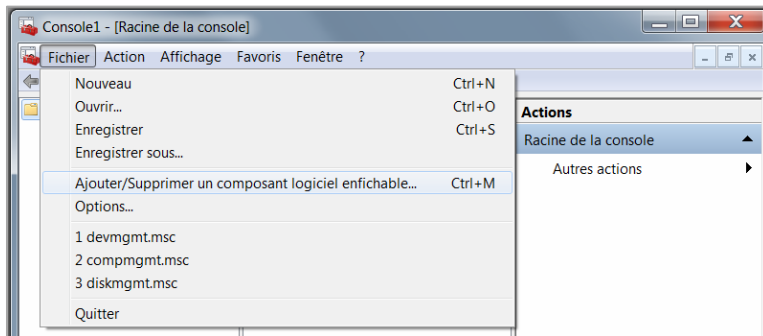 Console1 - [Racine de la console]
Fichier Action Affichage Favoris Fenêtre ?
Nouveau Ctrl+N
Ouvrir... Ctrl+O
Enregistrer Ctrl+S
Enregistrer sous...
Ajouter/Supprimer un composant logiciel enfichable... Ctrl+M
Options...
1 devmgmt.msc
2 compmgmt.msc
3 diskmgmt.msc
Quitter
Actions
Racine de la console
Autres actions